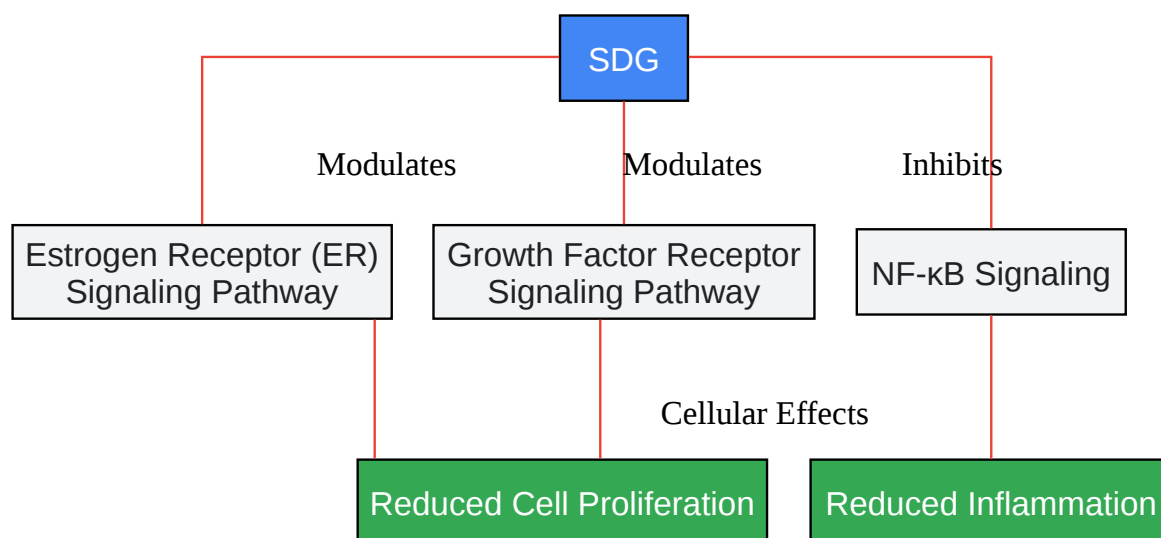 SDG
Modulates
Modulates
Inhibits
Estrogen Receptor (ER)
Signaling Pathway
Growth Factor Receptor
Signaling Pathway
NF-κB Signaling
Cellular Effects
Reduced Cell Proliferation
Reduced Inflammation